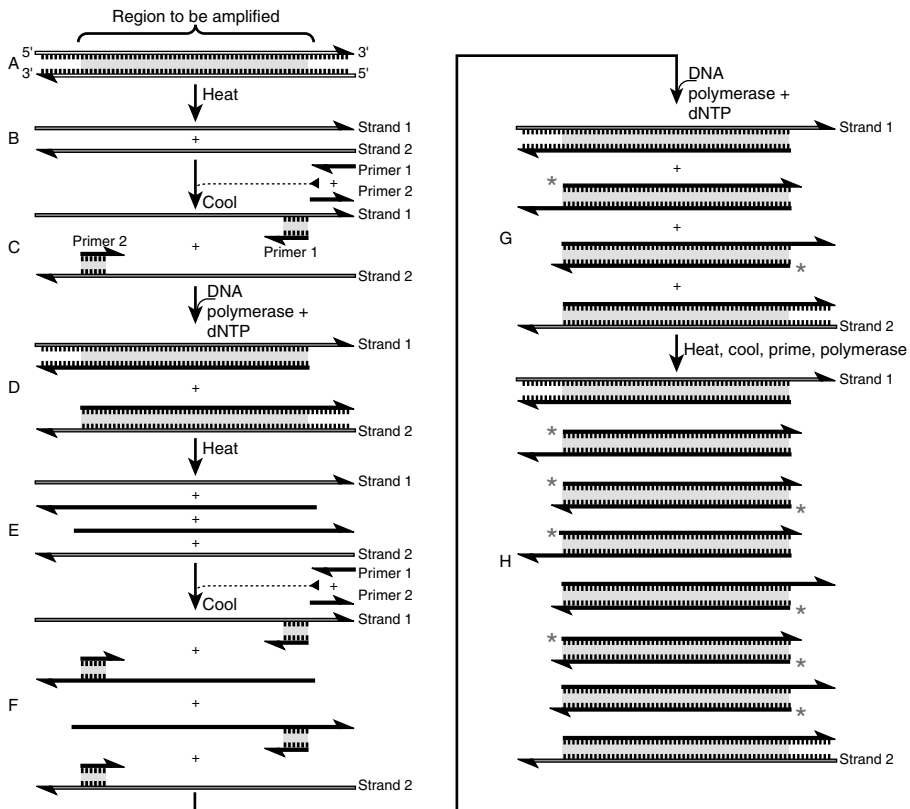 Region to be amplified
A
5' 3'
3' 5'
Heat
B
Strand 1
+
Strand 2
Primer 1
+
Primer 2
Cool
Strand 1
C
Primer 2
+
Primer 1
Strand 2
DNA
polymerase +
dNTP
Strand 1
D
+
Strand 2
Heat
Strand 1
+
E
+
+
Strand 2
Primer 1
+
Primer 2
Cool
Strand 1
+
F
+
+
Strand 2
DNA
polymerase +
dNTP
Strand 1
+
*
G
+
*
+
Strand 2
Heat, cool, prime, polymerase
Strand 1
*
*
*
*
H
*
*
*
*
Strand 2